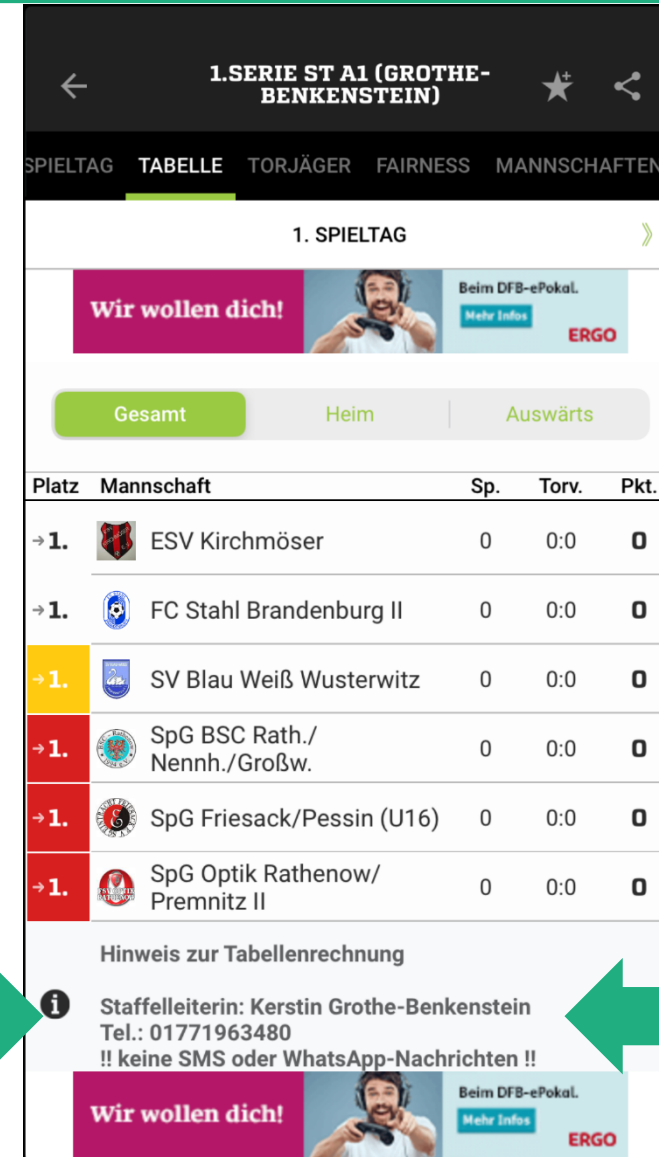 1.SERIE ST A1 (GROTHE-
BENKENSTEIN)
SPIELTAG TABELLE TORJÄGER FAIRNESS MANNSCHAFTEN
1. SPIELTAG
Wir wollen dich!
Beim DFB-ePokal.
Mehr Infos
ERGO
Gesamt Heim Auswärts
Platz Mannschaft Sp. Torv. Pkt.
1. ESV Kirchmöser 0 0:0 0
1. FC Stahl Brandenburg II 0 0:0 0
1. SV Blau Weiß Wusterwitz 0 0:0 0
1. SpG BSC Rath./
Nennh./Großw. 0 0:0 0
1. SpG Friesack/Pessin (U16) 0 0:0 0
1. SpG Optik Rathenow/
Premnitz II 0 0:0 0
Hinweis zur Tabellenrechnung
Staffelleiterin: Kerstin Grothe-Benkenstein
Tel.: 01771963480
!! keine SMS oder WhatsApp-Nachrichten !!
Wir wollen dich!
Beim DFB-ePokal.
Mehr Infos
ERGO